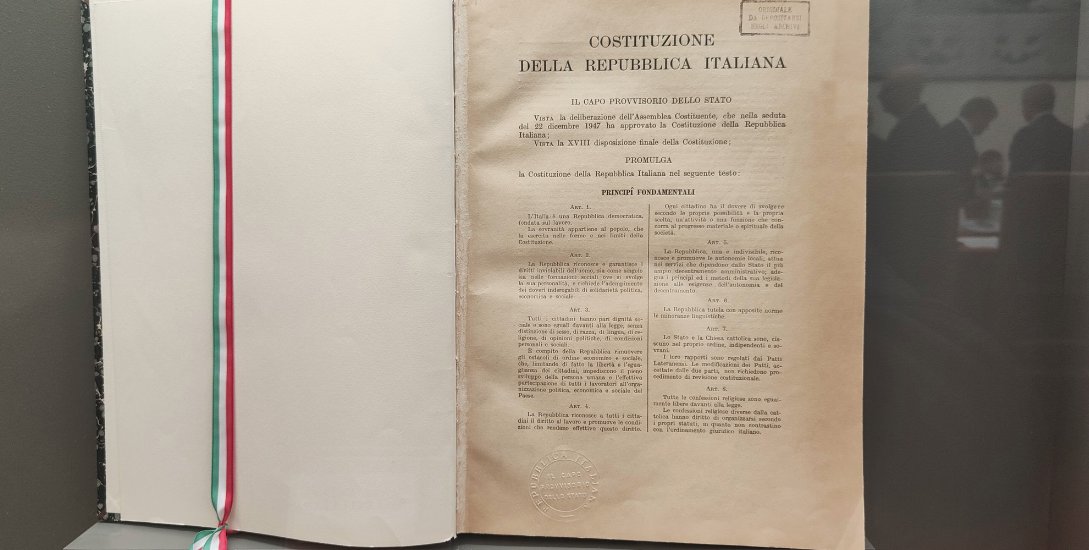 ORIGINALE
DA DEPOSITARSI
NEGLI ARCHIVI
COSTITUZIONE
DELLA REPUBBLICA ITALIANA
IL CAPO PROVVISORIO DELLO STATO
VISTA la deliberazione dell'Assemblea Costituente, che nella seduta
del 22 dicembre 1947 ha approvato la Costituzione della Repubblica
Italiana;
VISTA la XVIII disposizione finale della Costituzione;
PROMULGA
la Costituzione della Repubblica Italiana nel seguente testo:
PRINCIPÎ FONDAMENTALI
ART. 1.
L'Italia è una Repubblica democratica,
fondata sul lavoro.
La sovranità appartiene al popolo, che
la esercita nelle forme e nei limiti della
Costituzione.
ART. 2.
La Repubblica riconosce e garantisce i
diritti inviolabili dell'uomo, sia come singolo
sia nelle formazioni sociali ove si svolge
la sua personalità, e richiede l'adempimento
dei doveri inderogabili di solidarietà politica,
economica e sociale.
ART. 3.
Tutti i cittadini hanno pari dignità so-
ciale e sono eguali davanti alla legge, senza
distinzione di sesso, di razza, di lingua, di re-
ligione, di opinioni politiche, di condizioni
personali e sociali.
È compito della Repubblica rimuovere
gli ostacoli di ordine economico e sociale,
che, limitando di fatto la libertà e l'egua-
glianza dei cittadini, impediscono il pieno
sviluppo della persona umana e l'effettiva
partecipazione di tutti i lavoratori all'orga-
nizzazione politica, economica e sociale del
Paese.
ART. 4.
La Repubblica riconosce a tutti i citta-
dini il diritto al lavoro e promuove le condi-
zioni che rendano effettivo questo diritto.
Ogni cittadino ha il dovere di svolgere
secondo le proprie possibilità e la propria
scelta, un'attività o una funzione che con-
corra al progresso materiale o spirituale della
società.
ART. 5.
La Repubblica, una e indivisibile, rico-
nosce e promuove le autonomie locali; attua
nei servizi che dipendono dallo Stato il più
ampio decentramento amministrativo; ade-
gua i principî ed i metodi della sua legisla-
zione alle esigenze dell'autonomia e del
decentramento.
ART. 6.
La Repubblica tutela con apposite norme
le minoranze linguistiche.
ART. 7.
Lo Stato e la Chiesa cattolica sono, cia-
scuno nel proprio ordine, indipendenti e so-
vrani.
I loro rapporti sono regolati dai Patti
Lateranensi. Le modificazioni dei Patti, ac-
cettate dalle due parti, non richiedono pro-
cedimento di revisione costituzionale.
ART. 8.
Tutte le confessioni religiose sono egual-
mente libere davanti alla legge.
Le confessioni religiose diverse dalla cat-
tolica hanno diritto di organizzarsi secondo
i propri statuti, in quanto non contrastino
con l'ordinamento giuridico italiano.
REPUBBLICA ITALIANA
IL CAPO
PROVVISORIO
DELLO STATO